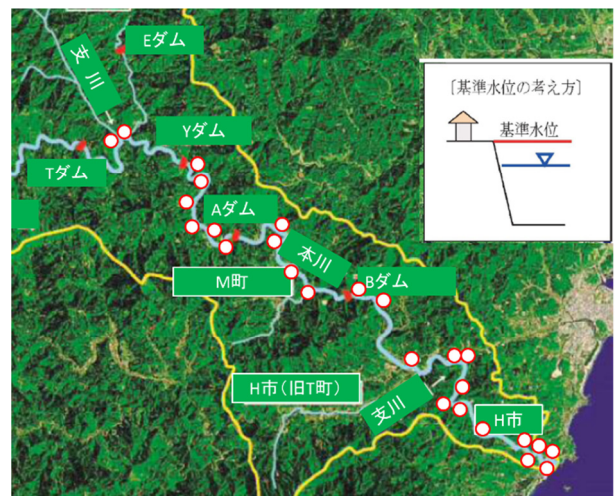 Eダム
支川
Yダム
Tダム
Aダム
本川
M町
Bダム
H市(旧T町)
支川
H市
〔基準水位の考え方〕
基準水位